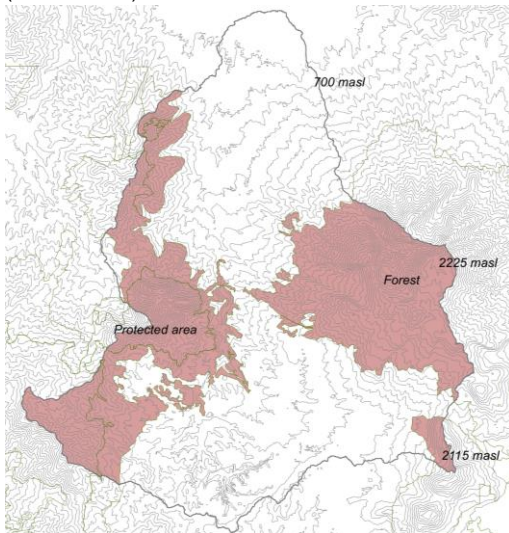 700 masl
2225 masl
Forest
Protected area
2115 masl